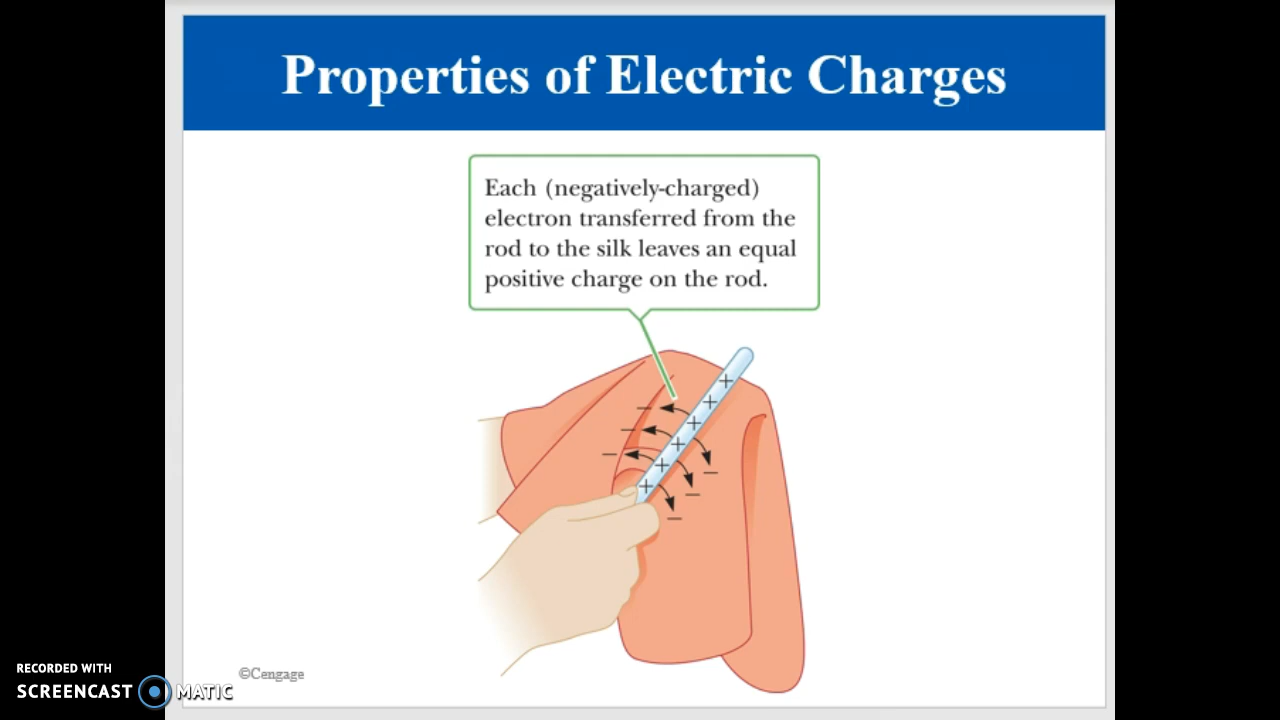 Properties of Electric Charges
Each (negatively-charged)
electron transferred from the
rod to the silk leaves an equal
positive charge on the rod.
+
+
+
+
+
+
−
−
−
−
−
−
©Cengage
RECORDED WITH
SCREENCAST MATIC